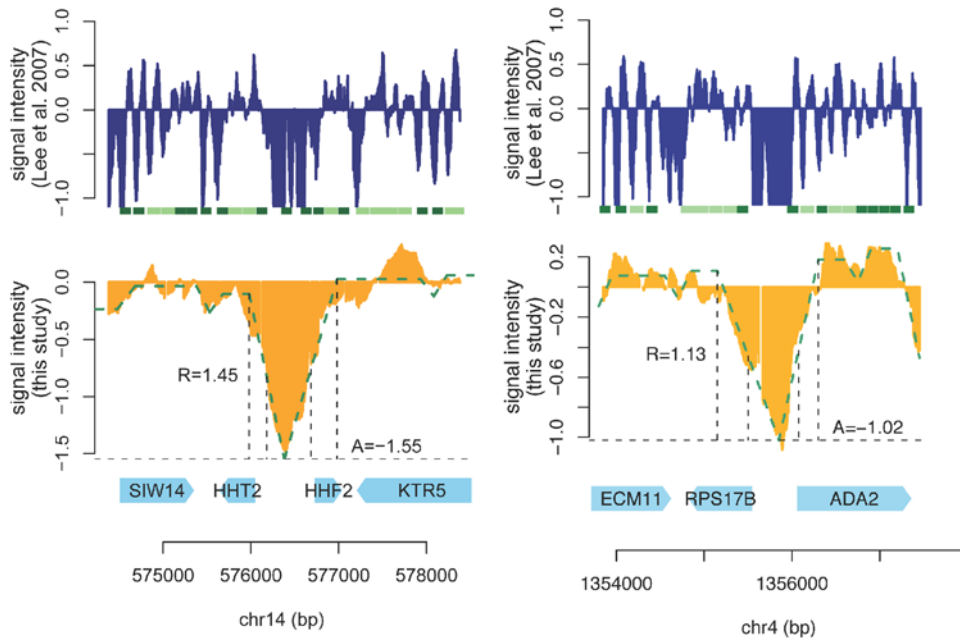 signal intensity
(Lee et al. 2007)
1.0
0.5
0.0
−1.0
signal intensity
(this study)
0.0
−0.5
−1.0
−1.5
R=1.45
A=−1.55
SIW14
HHT2
HHF2
KTR5
575000
576000
577000
578000
chr14 (bp)
signal intensity
(Lee et al. 2007)
1.0
0.5
0.0
−1.0
signal intensity
(this study)
0.2
−0.2
−0.6
−1.0
R=1.13
A=−1.02
ECM11
RPS17B
ADA2
1354000
1356000
chr4 (bp)